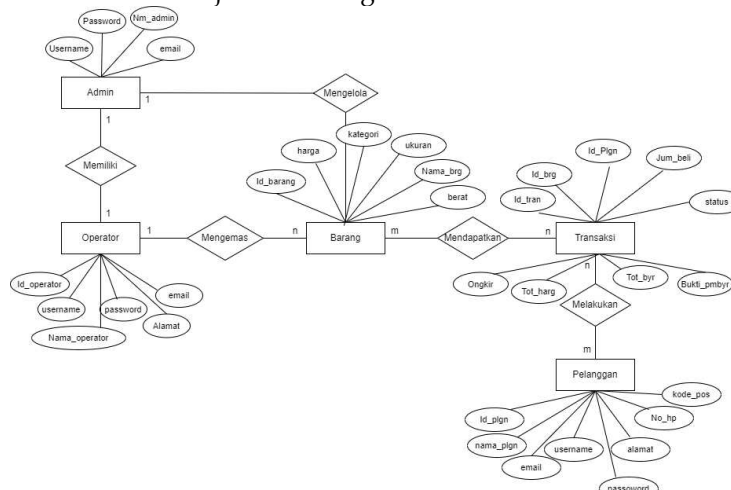 Password
Nm_admin
Username
email
Admin
1
Mengelola
1
Memiliki
1
kategori
harga
ukuran
Id_barang
Nama_brg
berat
Id_Plgn
Id_brg
Jum_beli
Id_tran
status
Operator
1
Mengemas
n
Barang
m
Mendapatkan
n
Transaksi
Id_operator
username
password
email
Alamat
Nama_operator
Ongkir
Tot_harg
n
Tot_byr
Bukti_pmbyr
Melakukan
m
Pelanggan
Id_plgn
nama_plgn
email
username
passoword
alamat
No_hp
kode_pos